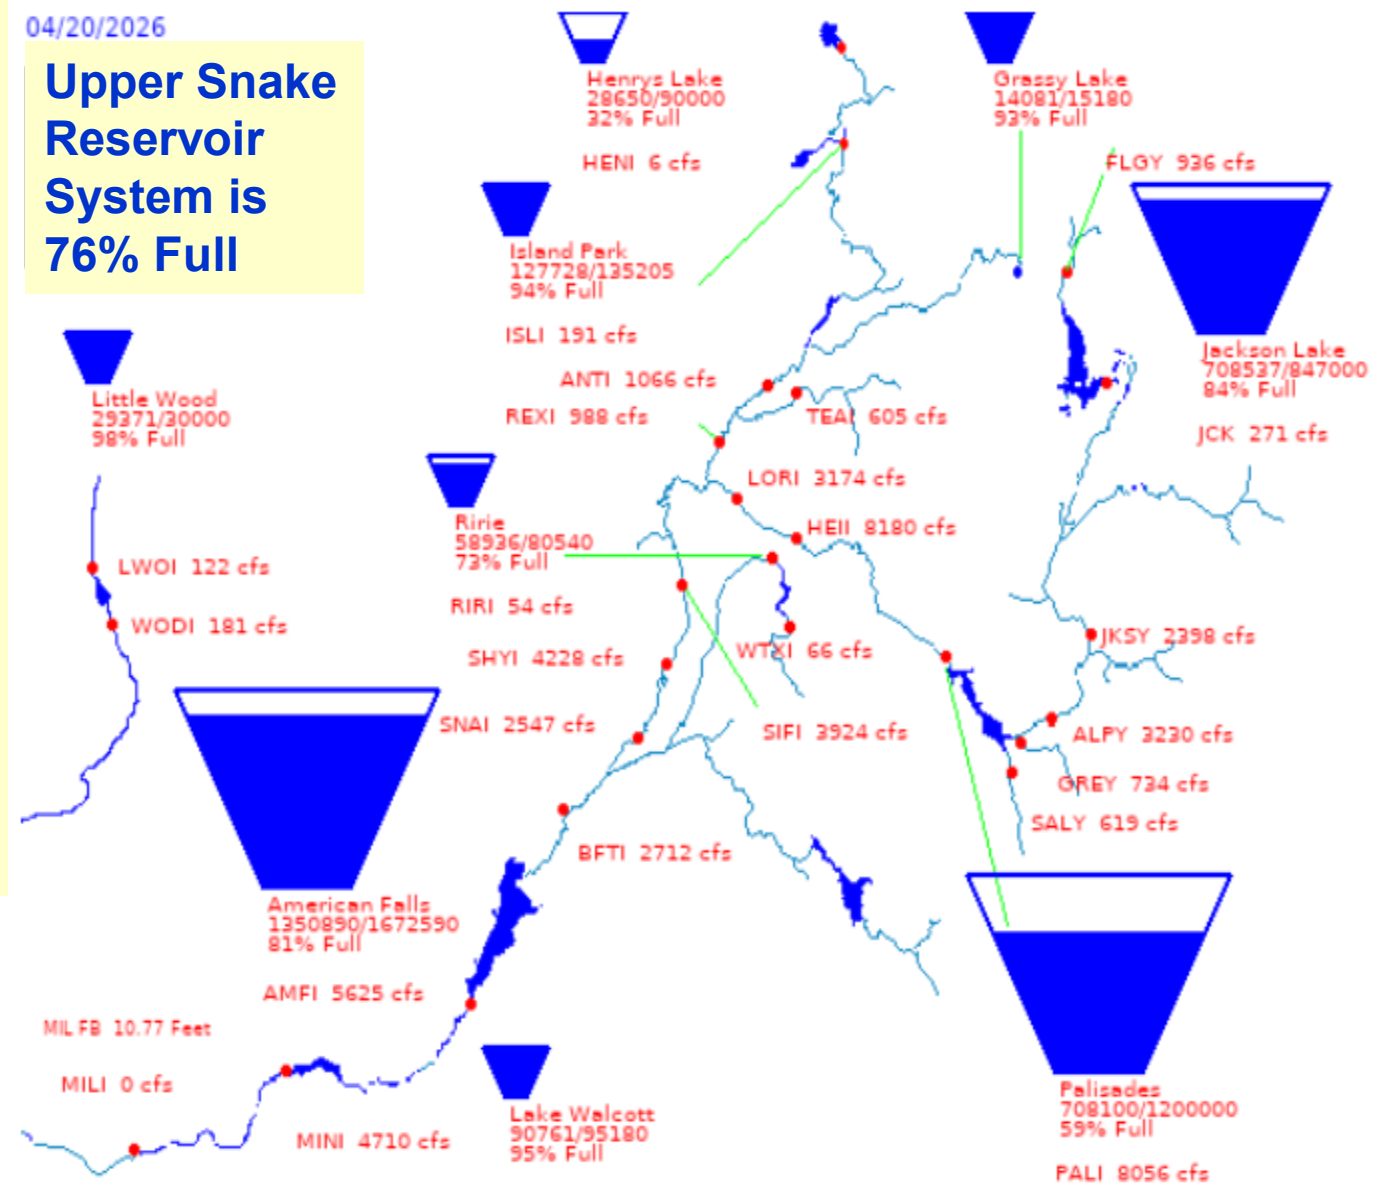 04/20/2026
Upper Snake
Reservoir
System is
76% Full
Henrys Lake
28650/90000
32% Full
HENI 6 cfs
Grassy Lake
14081/15180
93% Full
FLGY 936 cfs
Island Park
127728/135205
94% Full
ISLI 191 cfs
Jackson Lake
708537/847000
84% Full
JCK 271 cfs
Little Wood
29371/30000
98% Full
ANTI 1066 cfs
REXI 988 cfs
TEAI 605 cfs
LORI 3174 cfs
HEII 8180 cfs
Ririe
58936/80540
73% Full
RIRI 54 cfs
LWOI 122 cfs
WODI 181 cfs
SHYI 4228 cfs
WTXI 66 cfs
JKSY 2398 cfs
SNAI 2547 cfs
SIFI 3924 cfs
ALPY 3230 cfs
GREY 734 cfs
SALY 619 cfs
BFTI 2712 cfs
American Falls
1350890/1672590
81% Full
AMFI 5625 cfs
MIL FB 10.77 Feet
MILI 0 cfs
MINI 4710 cfs
Lake Walcott
90761/95180
95% Full
Palisades
708100/1200000
59% Full
PALI 8056 cfs